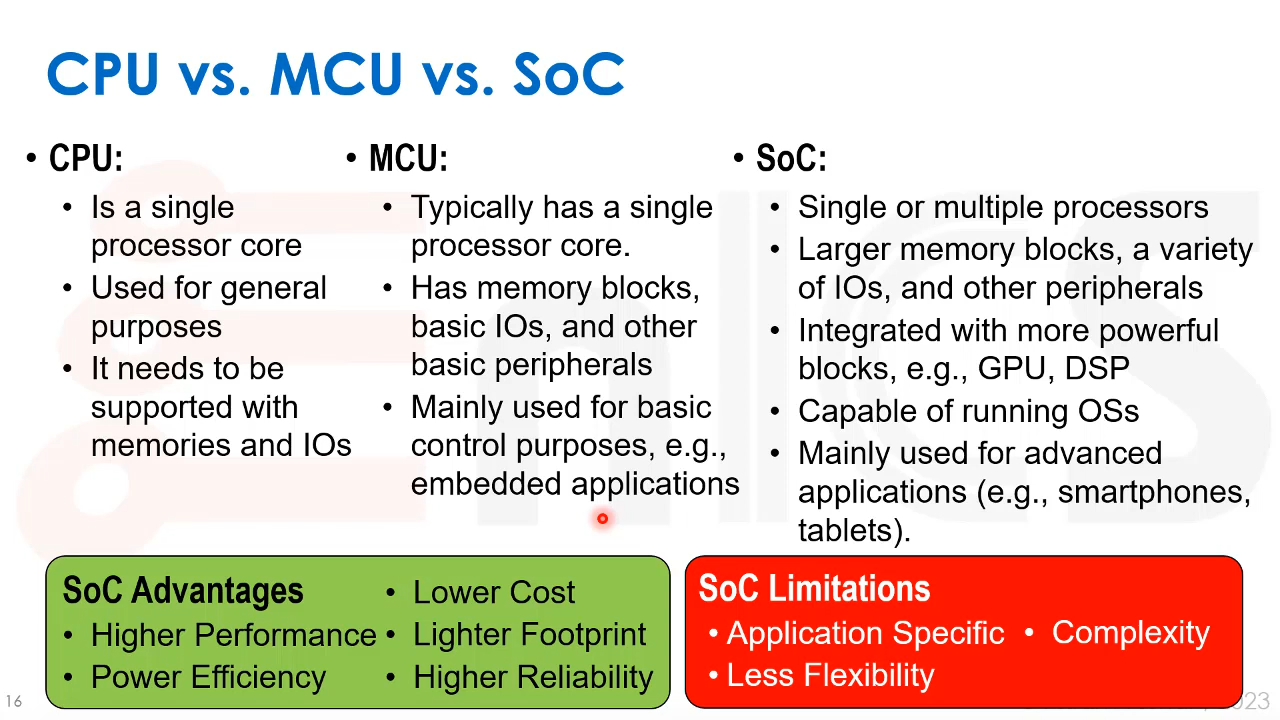 CPU vs. MCU vs. SoC
• CPU:
• Is a single
processor core
• Used for general
purposes
• It needs to be
supported with
memories and IOs
• MCU:
• Typically has a single
processor core.
• Has memory blocks,
basic IOs, and other
basic peripherals
• Mainly used for basic
control purposes, e.g.,
embedded applications
• SoC:
• Single or multiple processors
• Larger memory blocks, a variety
of IOs, and other peripherals
• Integrated with more powerful
blocks, e.g., GPU, DSP
• Capable of running OSs
• Mainly used for advanced
applications (e.g., smartphones,
tablets).
SoC Advantages
• Higher Performance
• Power Efficiency
• Lower Cost
• Lighter Footprint
• Higher Reliability
SoC Limitations
• Application Specific
• Less Flexibility
• Complexity
16